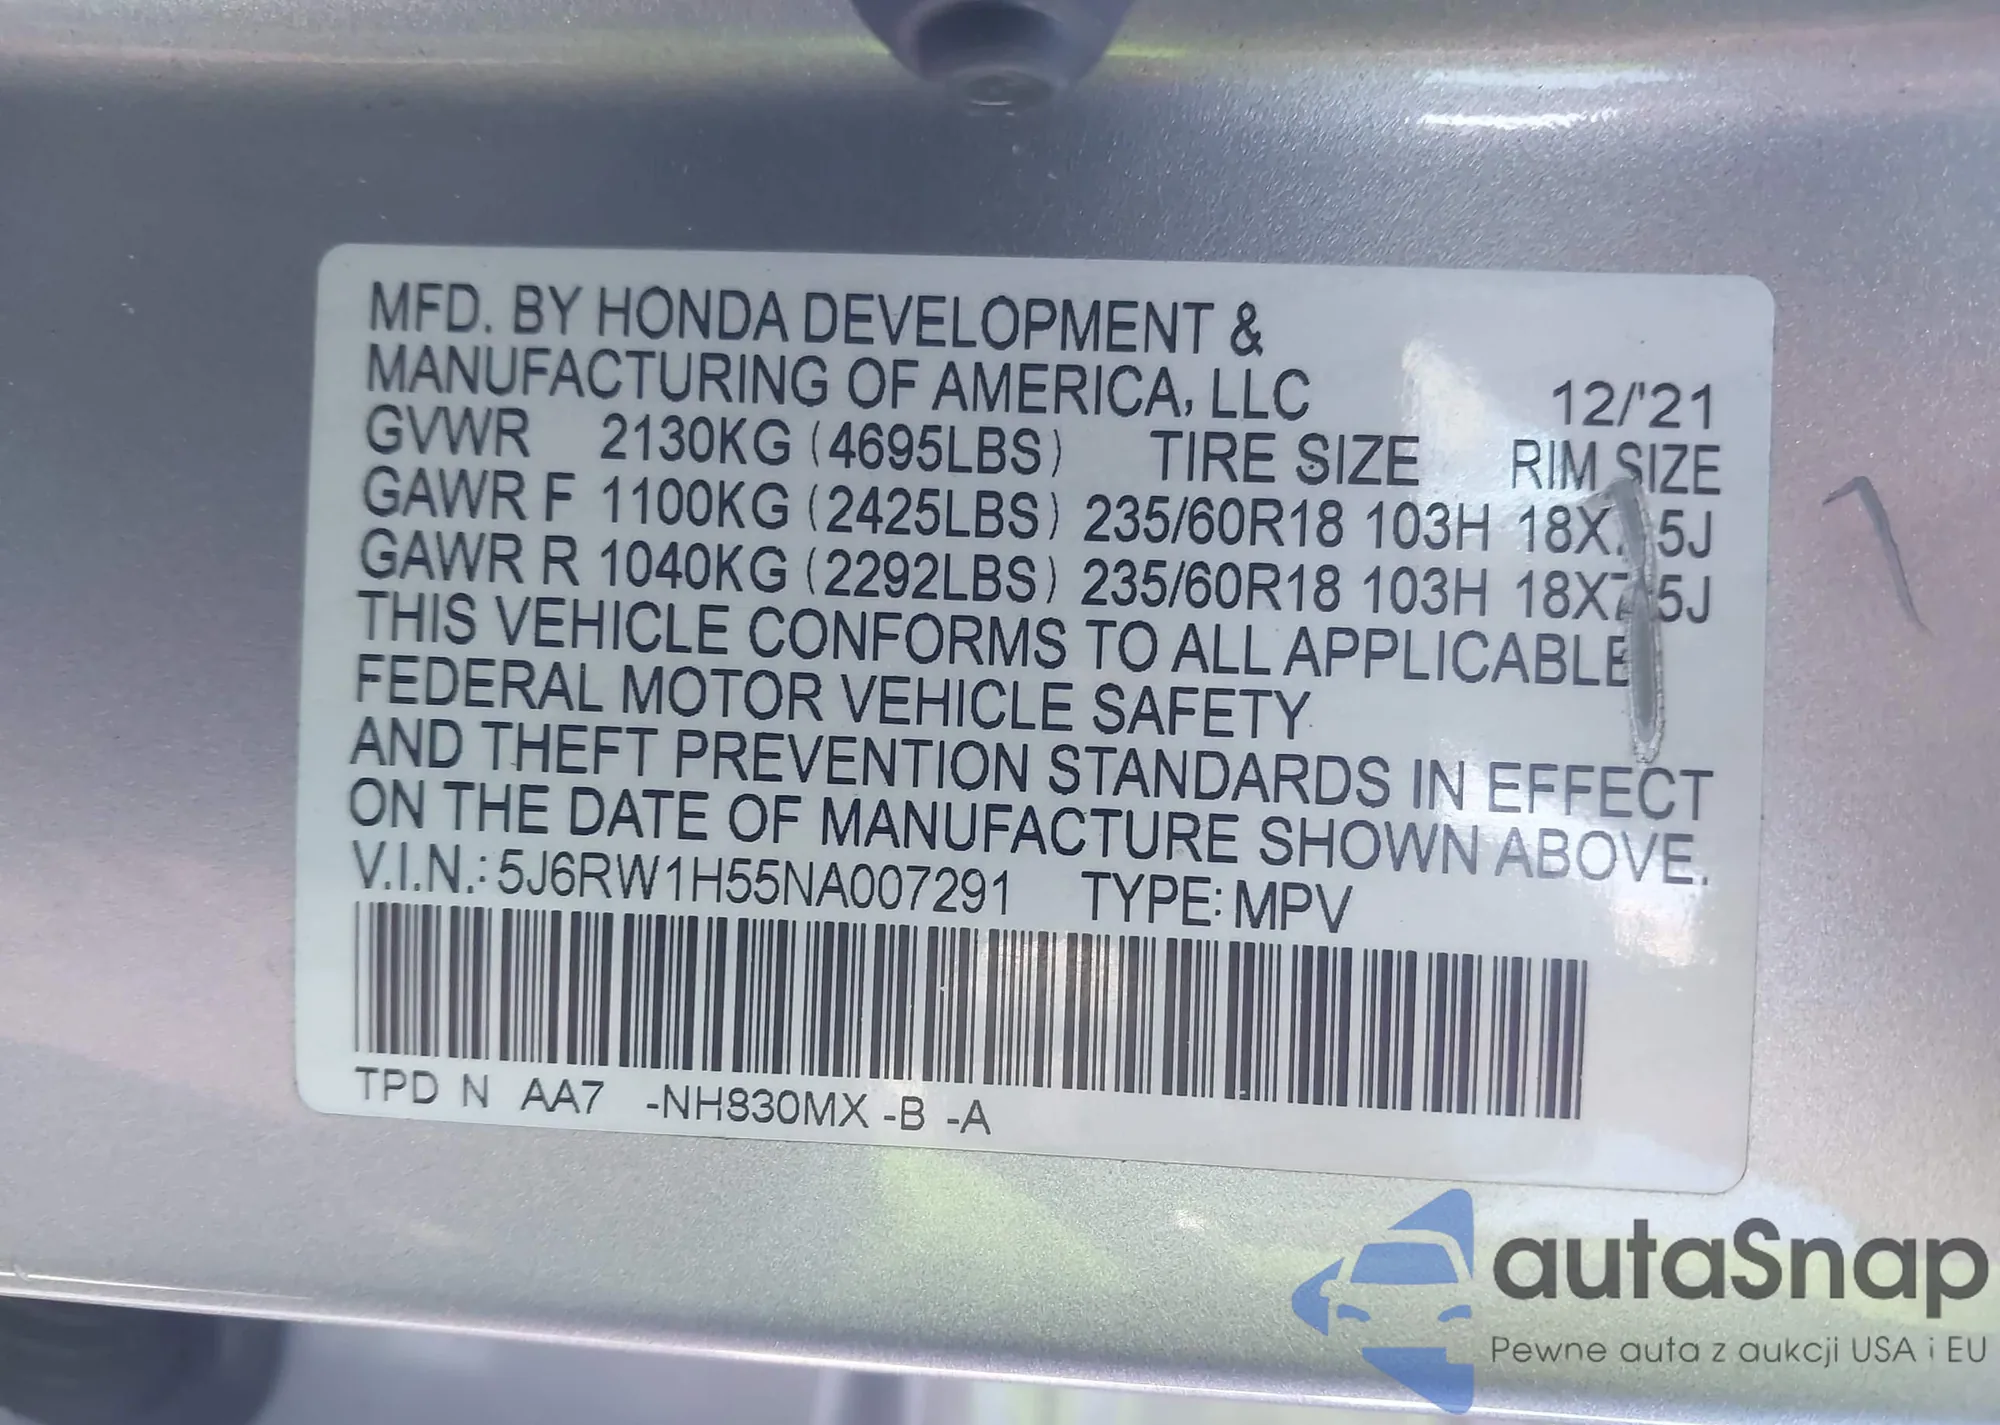 MFD. BY HONDA DEVELOPMENT &
MANUFACTURING OF AMERICA, LLC 12/'21
GVWR 2130KG (4695LBS) TIRE SIZE RIM SIZE
GAWR F 1100KG (2425LBS) 235/60R18 103H
GAWR R 1040KG (2292LBS) 235/60R18 103H
THIS VEHICLE CONFORMS TO ALL APPLICABLE
FEDERAL MOTOR VEHICLE SAFETY
AND THEFT PREVENTION STANDARDS IN EFFECT
ON THE DATE OF MANUFACTURE SHOWN ABOVE.
V.I.N.: 5J6RW1H55NA007291 TYPE: MPV
TPD N AA7 -NH830MX -B -A
autaSnap
Pewne auta z aukcji USA i EU